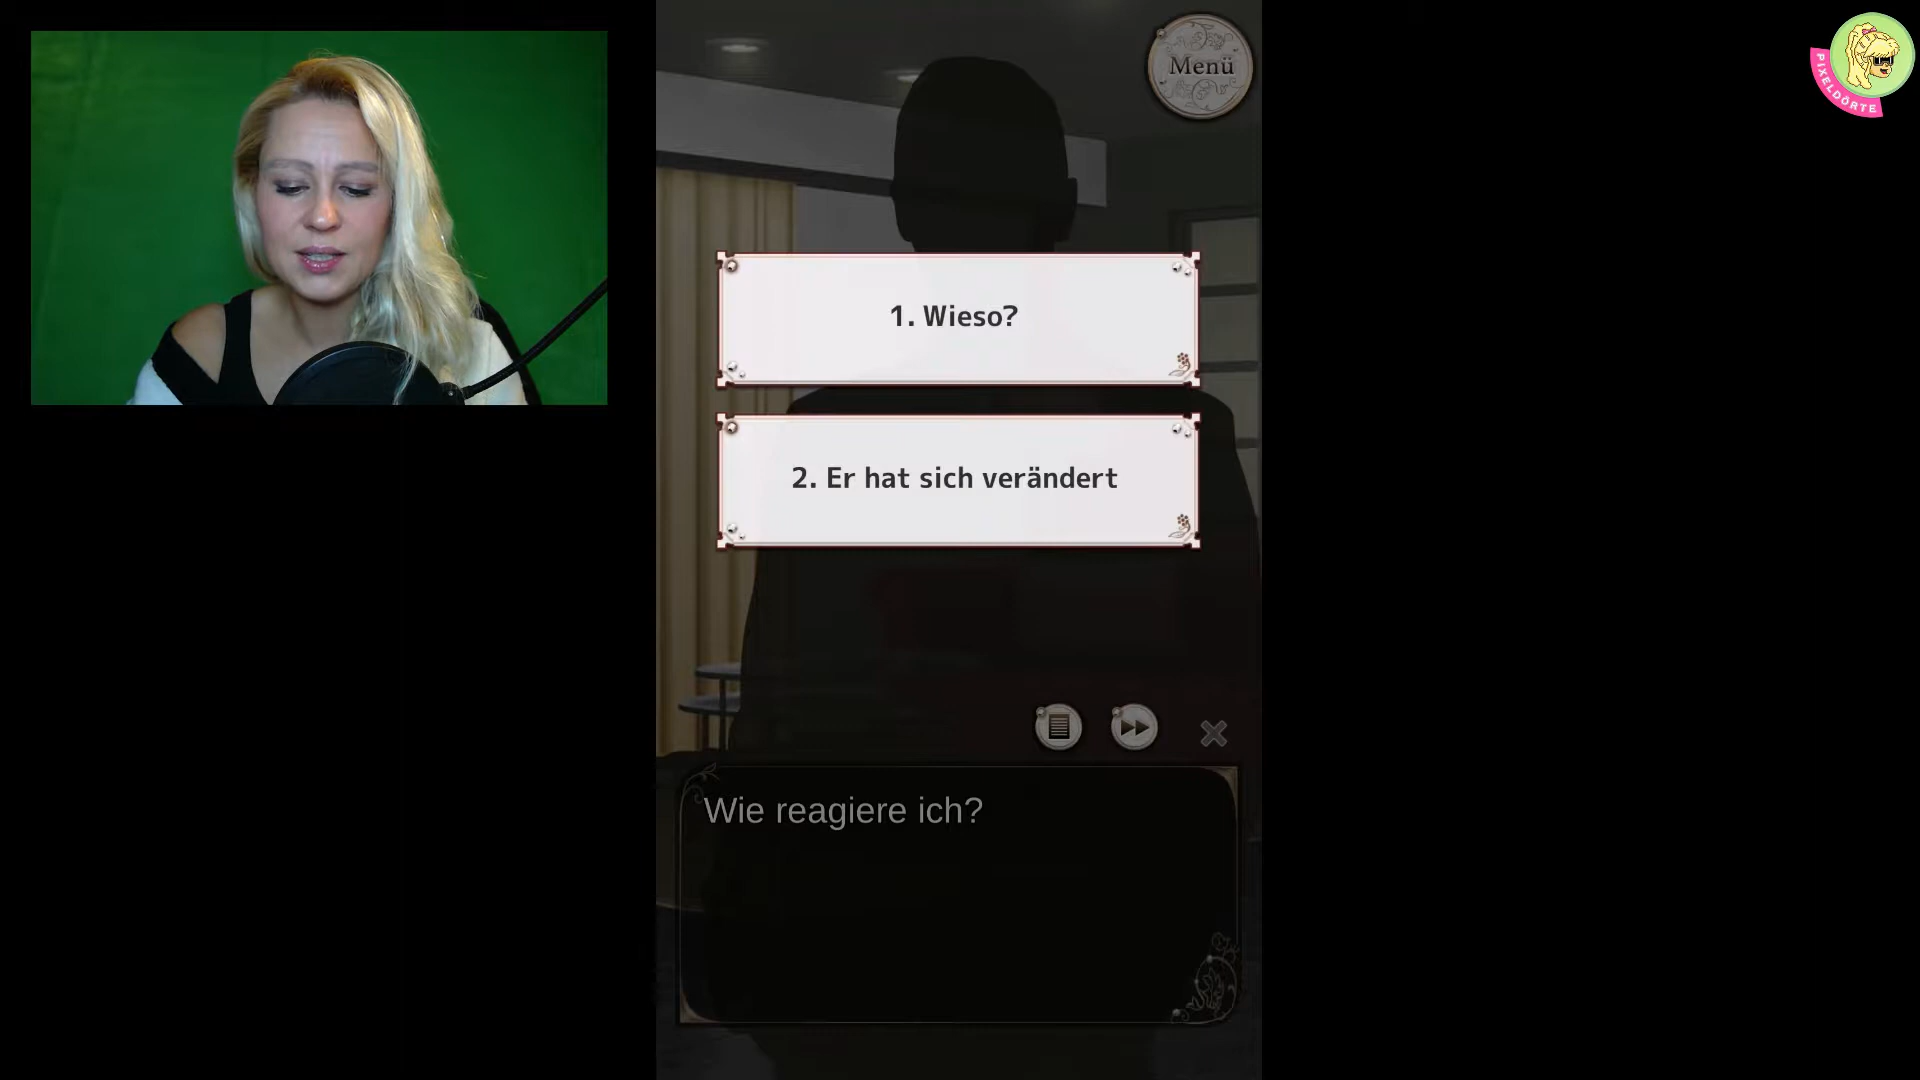 Menü
PIXELDÖRTE
1. Wieso?
2. Er hat sich verändert
Wie reagiere ich?